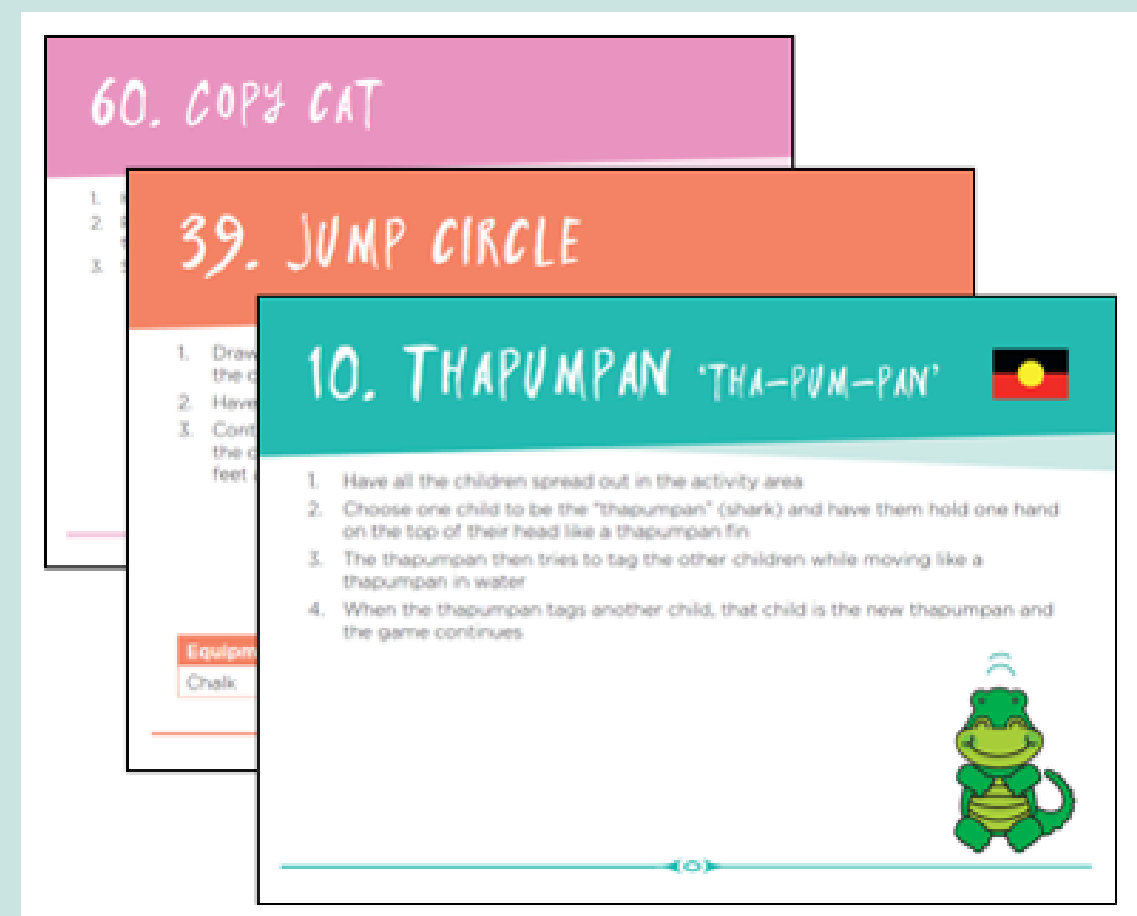 60. COPY CAT
1.
2.
3.
39. JUMP CIRCLE
1. Draw
the
2. Have
3. Cont
the
feet
Equipm
Chalk
10. THAPUMPAN 'THA-PUM-PAN'
1. Have all the children spread out in the activity area
2. Choose one child to be the "thapumpan" (shark) and have them hold one hand
on the top of their head like a thapumpan fin
3. The thapumpan then tries to tag the other children while moving like a
thapumpan in water
4. When the thapumpan tags another child, that child is the new thapumpan and
the game continues